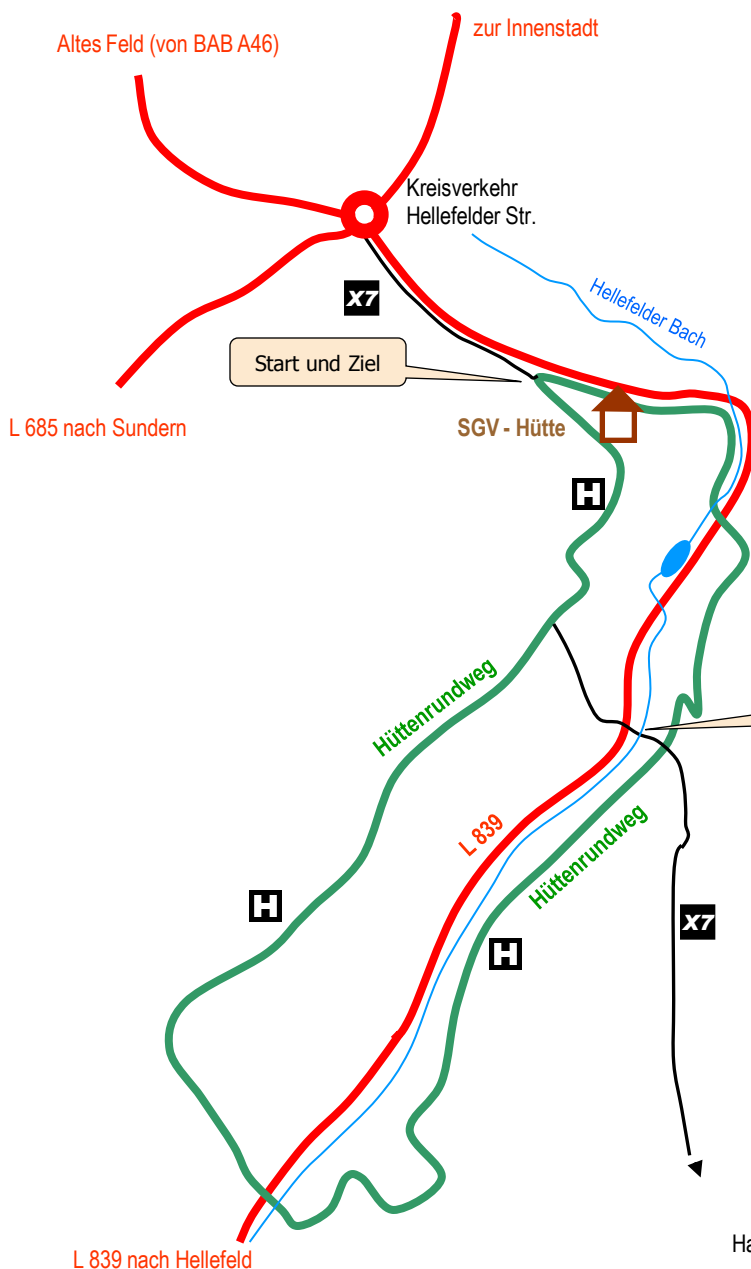 zur Innenstadt
Altes Feld (von BAB A46)
Kreisverkehr
Hellefelder Str.
X7
Hellefelder Bach
Start und Ziel
L 685 nach Sundern
SGV - Hütte
H
Hüttenrundweg
L 839
Hüttenrundweg
H
X7
H
Ha
L 839 nach Hellefeld